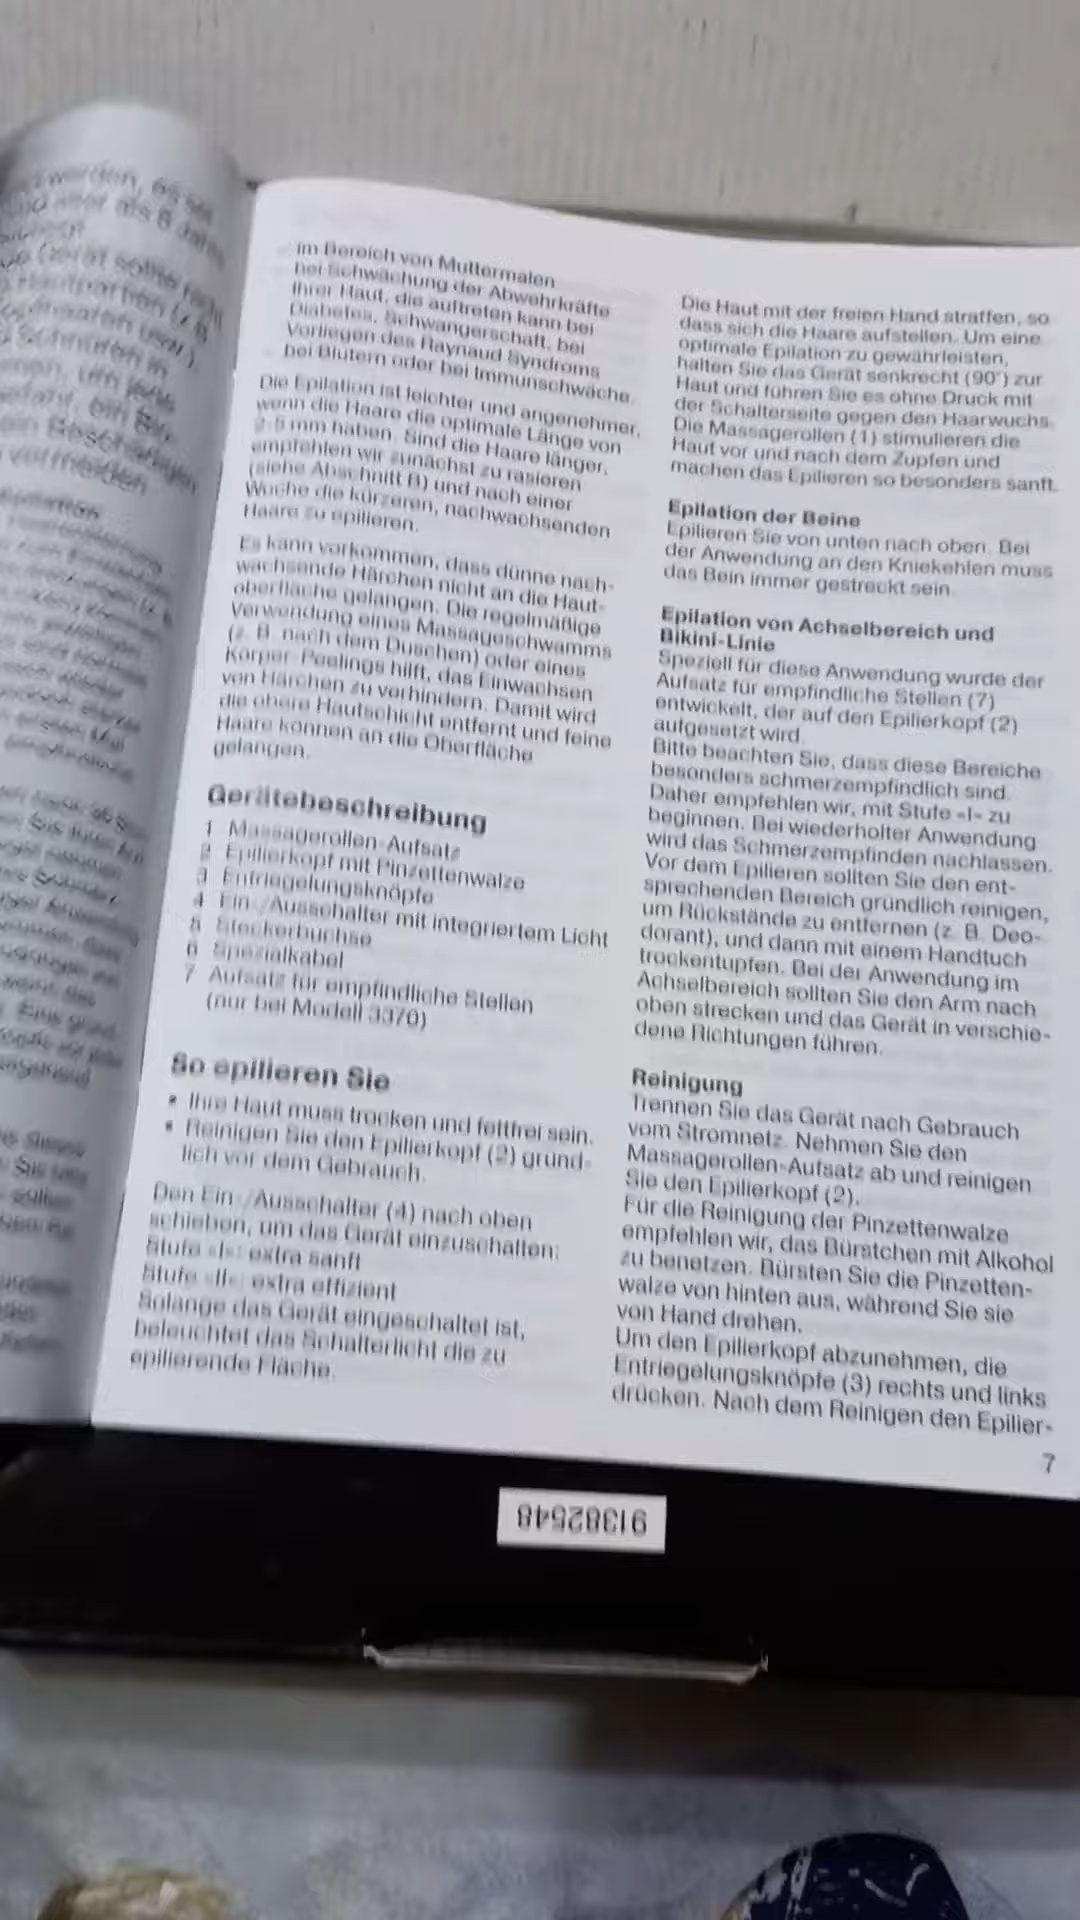 im Bereich von Muttermalen
bei Schwächung der Abwehrkräfte
Ihrer Haut, die auftreten kann bei
Diabetes, Schwangerschaft, bei
Vorliegen des Raynaud Syndroms
bei Blutern oder bei Immunschwäche.
Die Epilation ist leichter und angenehmer,
wenn die Haare die optimale Länge von
2-5 mm haben. Sind die Haare länger,
empfehlen wir zunächst zu rasieren
(siehe Abschnitt B) und nach einer
Woche die kürzeren, nachwachsenden
Haare zu epilieren.
Es kann vorkommen, dass dünne nach-
wachsende Härchen nicht an die Haut-
oberfläche gelangen. Die regelmäßige
Verwendung eines Massageschwamms
(z. B. nach dem Duschen) oder eines
Körper-Peelings hilft, das Einwachsen
von Härchen zu verhindern. Damit wird
die obere Hautschicht entfernt und feine
Haare können an die Oberfläche
gelangen.
Gerätebeschreibung
1 Massagerollen-Aufsatz
2 Epilierkopf mit Pinzettenwalze
3 Entriegelungsknöpfe
4 Ein-/Ausschalter mit integriertem Licht
5 Steckerbuchse
6 Spezialkabel
7 Aufsatz für empfindliche Stellen
(nur bei Modell 3370)
So epilieren Sie
• Ihre Haut muss trocken und fettfrei sein.
• Reinigen Sie den Epilierkopf (2) gründ-
lich vor dem Gebrauch.
Den Ein-/Ausschalter (4) nach oben
schieben, um das Gerät einzuschalten:
Stufe «I»: extra sanft
Stufe «II»: extra effizient
Solange das Gerät eingeschaltet ist,
beleuchtet das Schalterlicht die zu
epilierende Fläche.
Die Haut mit der freien Hand straffen, so
dass sich die Haare aufstellen. Um eine
optimale Epilation zu gewährleisten,
halten Sie das Gerät senkrecht (90°) zur
Haut und führen Sie es ohne Druck mit
der Schalterseite gegen den Haarwuchs.
Die Massagerollen (1) stimulieren die
Haut vor und nach dem Zupfen und
machen das Epilieren so besonders sanft.
Epilation der Beine
Epilieren Sie von unten nach oben. Bei
der Anwendung an den Kniekehlen muss
das Bein immer gestreckt sein.
Epilation von Achselbereich und
Bikini-Linie
Speziell für diese Anwendung wurde der
Aufsatz für empfindliche Stellen (7)
entwickelt, der auf den Epilierkopf (2)
aufgesetzt wird.
Bitte beachten Sie, dass diese Bereiche
besonders schmerzempfindlich sind.
Daher empfehlen wir, mit Stufe «I» zu
beginnen. Bei wiederholter Anwendung
wird das Schmerzempfinden nachlassen.
Vor dem Epilieren sollten Sie den ent-
sprechenden Bereich gründlich reinigen,
um Rückstände zu entfernen (z. B. Deo-
dorant), und dann mit einem Handtuch
trockentupfen. Bei der Anwendung im
Achselbereich sollten Sie den Arm nach
oben strecken und das Gerät in verschie-
dene Richtungen führen.
Reinigung
Trennen Sie das Gerät nach Gebrauch
vom Stromnetz. Nehmen Sie den
Massagerollen-Aufsatz ab und reinigen
Sie den Epilierkopf (2).
Für die Reinigung der Pinzettenwalze
empfehlen wir, das Bürstchen mit Alkohol
zu benetzen. Bürsten Sie die Pinzetten-
walze von hinten aus, während Sie sie
von Hand drehen.
Um den Epilierkopf abzunehmen, die
Entriegelungsknöpfe (3) rechts und links
drücken. Nach dem Reinigen den Epilier-
7
91382548